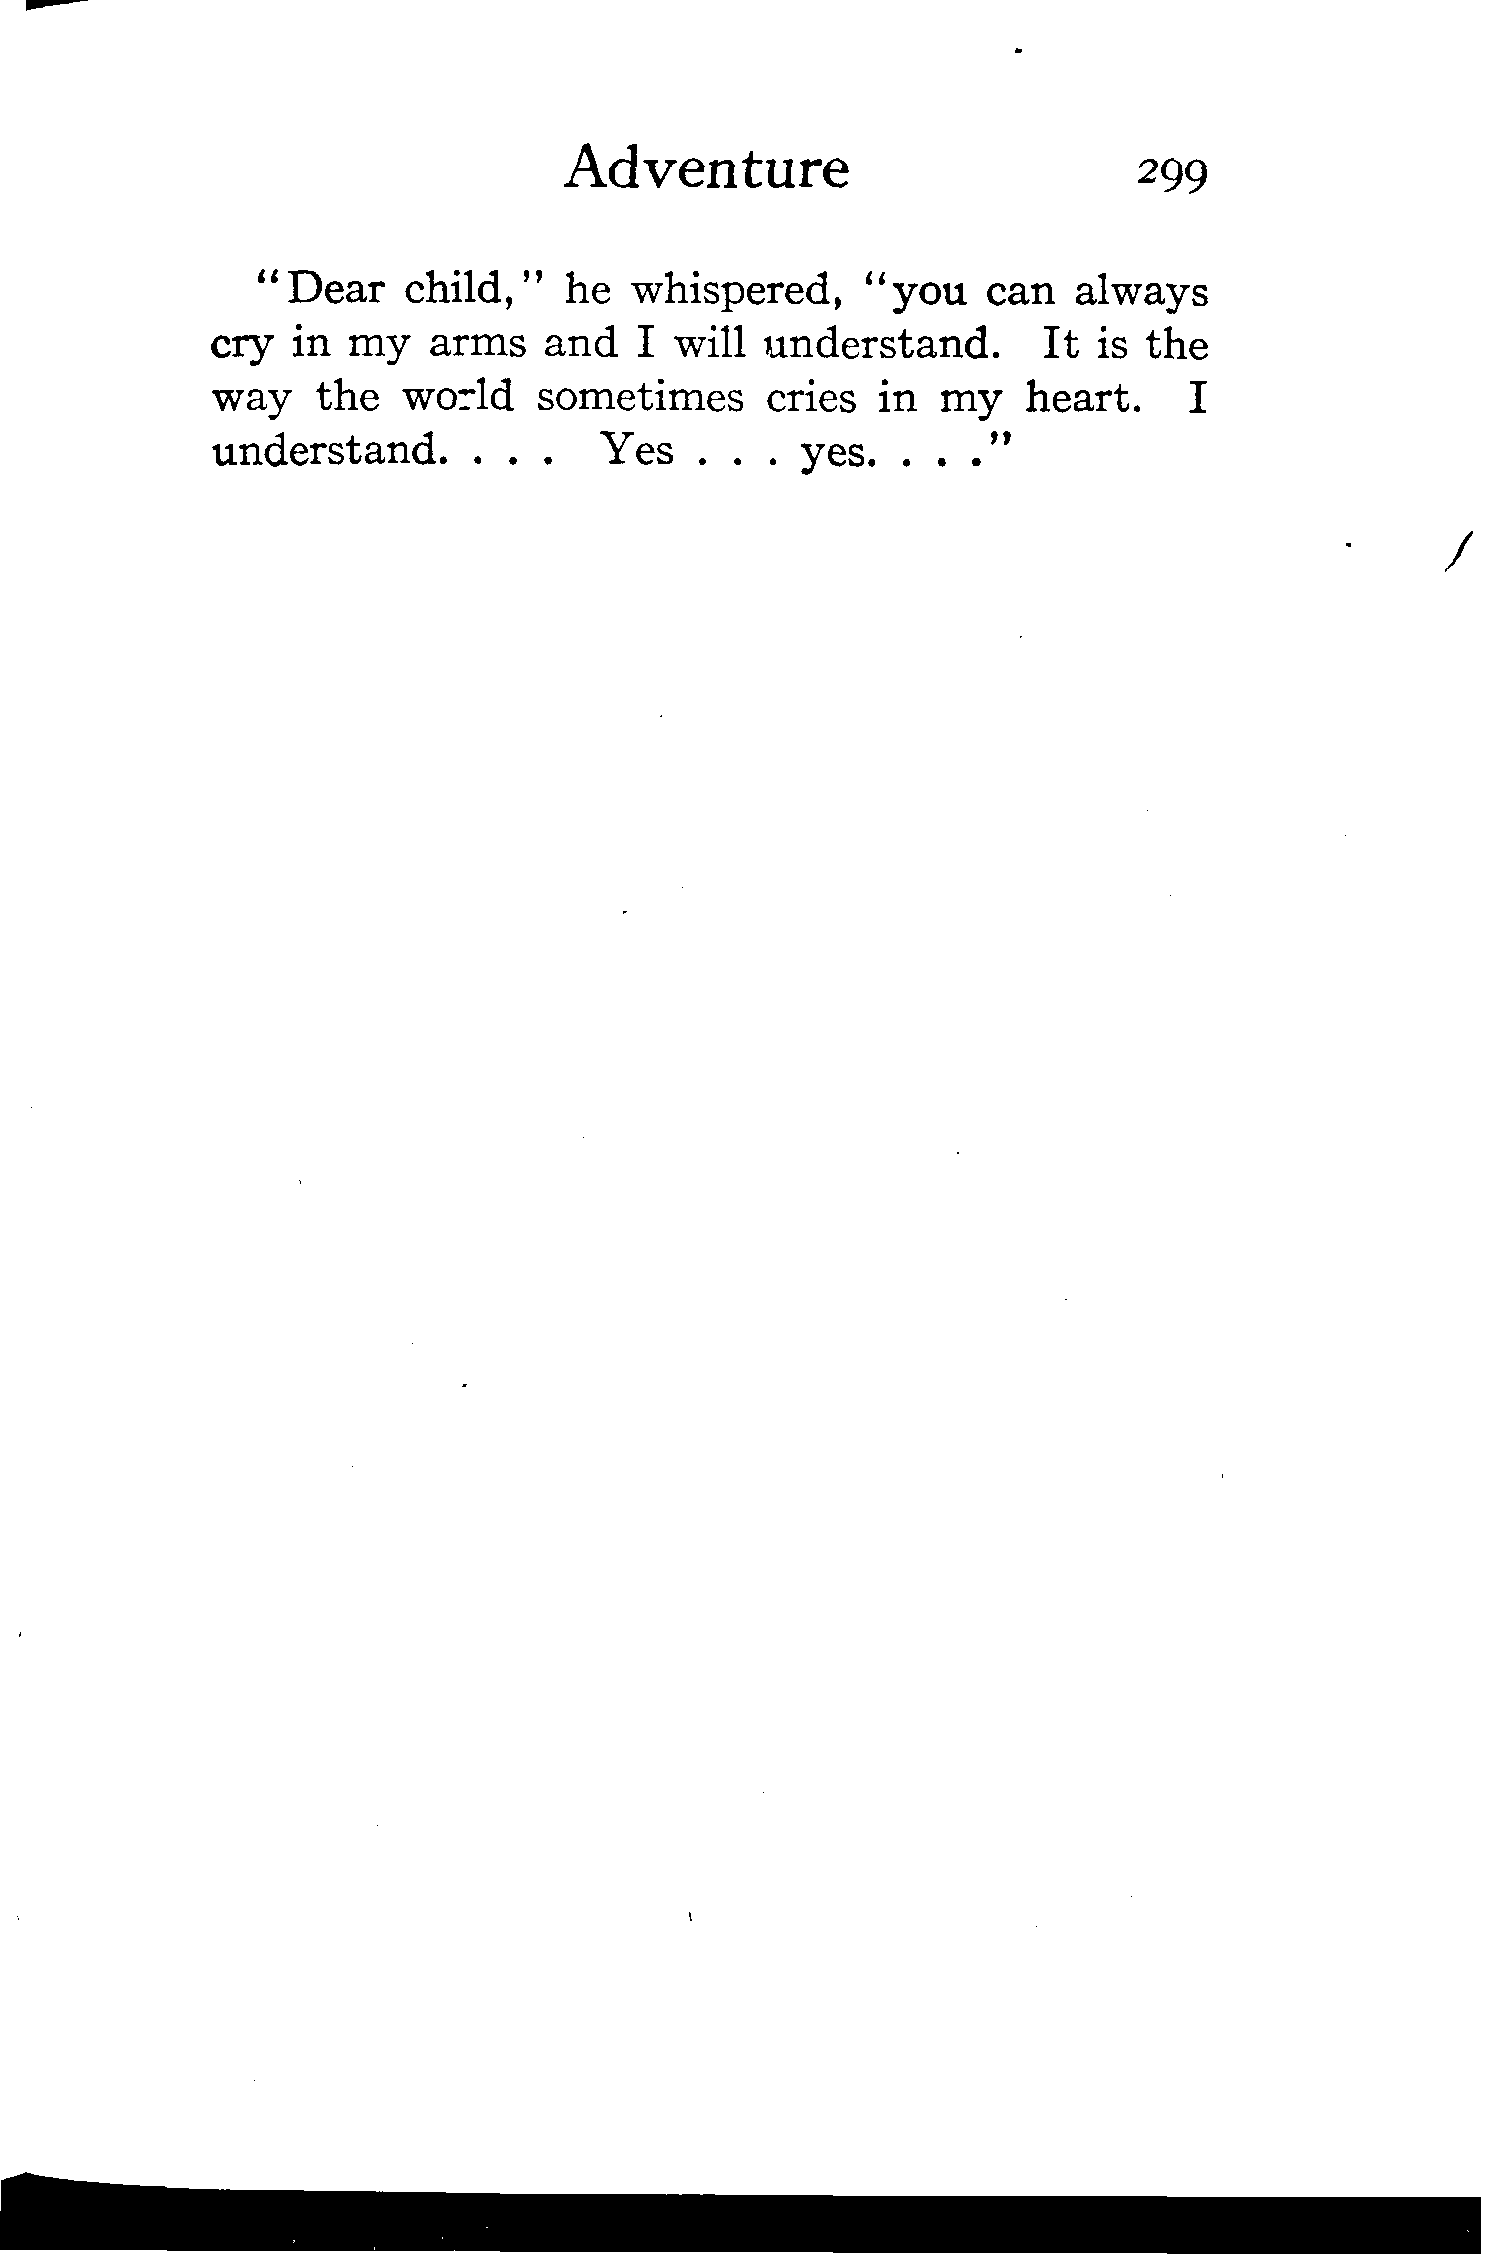 Adventure 299
"Dear child," he whispered, "you can always
cry in my arms and I will understand. It is the
way the world sometimes cries in my heart. I
understand. . . . Yes . . . yes. . . ."